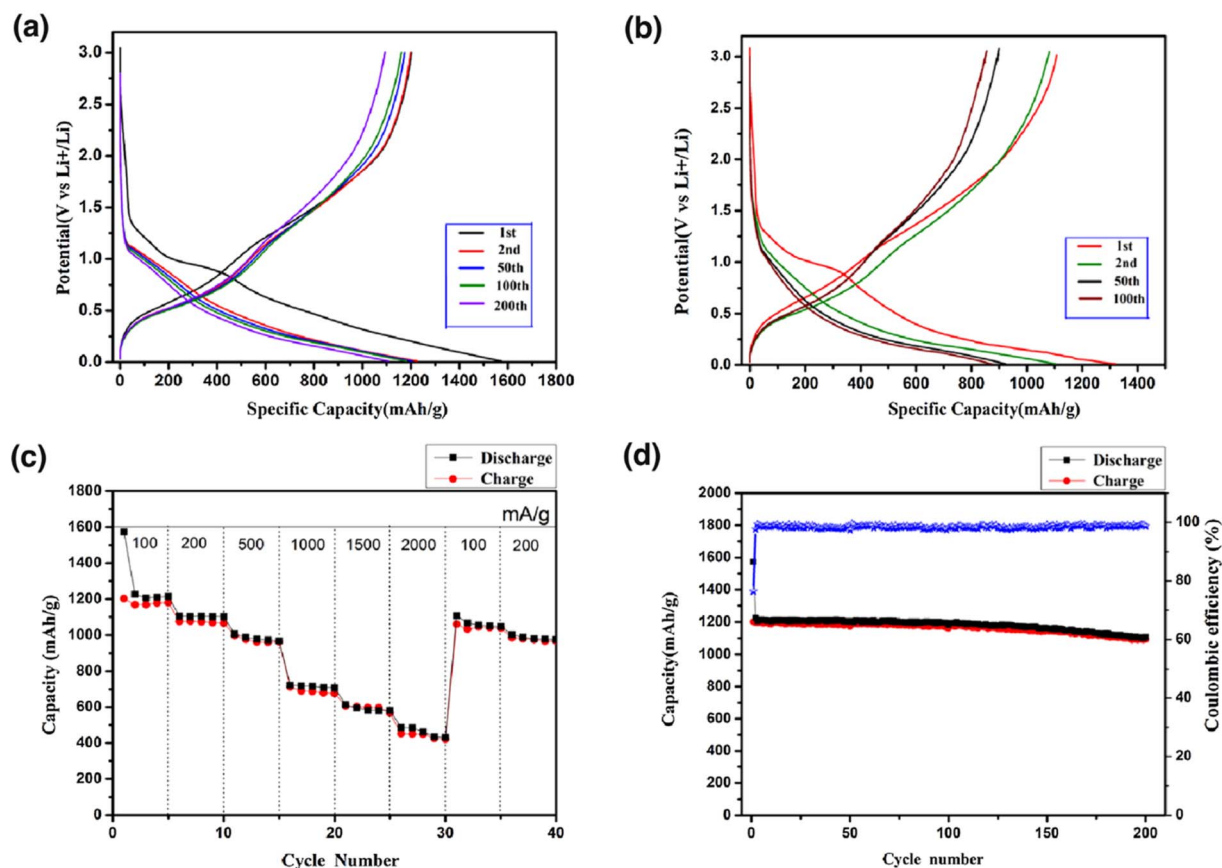 (a)
Potential(V vs Li+/Li)
3.0
2.5
2.0
1.5
1.0
0.5
0.0
1st
2nd
50th
100th
200th
0 200 400 600 800 1000 1200 1400 1600 1800
Specific Capacity(mAh/g)
(b)
Potential(V vs Li+/Li)
3.0
2.5
2.0
1.5
1.0
0.5
0.0
1st
2nd
50th
100th
0 200 400 600 800 1000 1200 1400
Specific Capacity(mAh/g)
(c)
Discharge
Charge
Capacity (mAh/g)
1800
1600
1400
1200
1000
800
600
400
200
0
mA/g
100 200 500 1000 1500 2000 100 200
0 10 20 30 40
Cycle Number
(d)
Discharge
Charge
Capacity(mAh/g)
2000
1800
1600
1400
1200
1000
800
600
400
200
0
100
80
60
40
20
0
Coulombic efficiency (%)
0 50 100 150 200
Cycle number